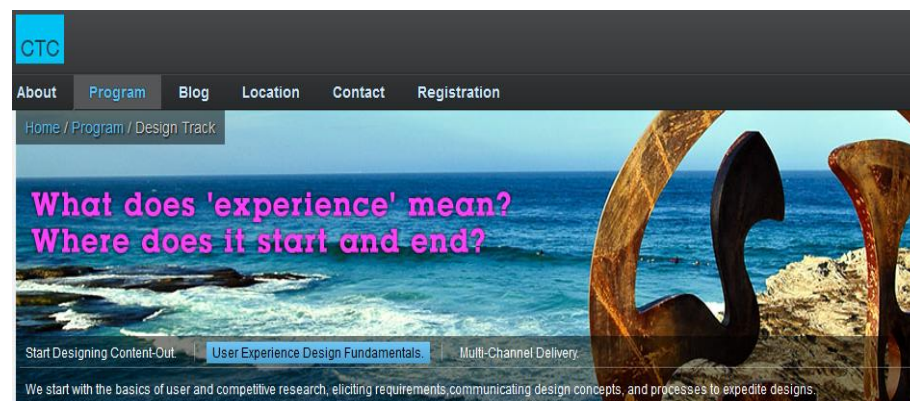 CTC
About Program Blog Location Contact Registration
Home / Program / Design Track
What does 'experience' mean?
Where does it start and end?
Start Designing Content-Out. | User Experience Design Fundamentals. | Multi-Channel Delivery.
We start with the basics of user and competitive research, eliciting requirements,communicating design concepts, and processes to expedite designs.